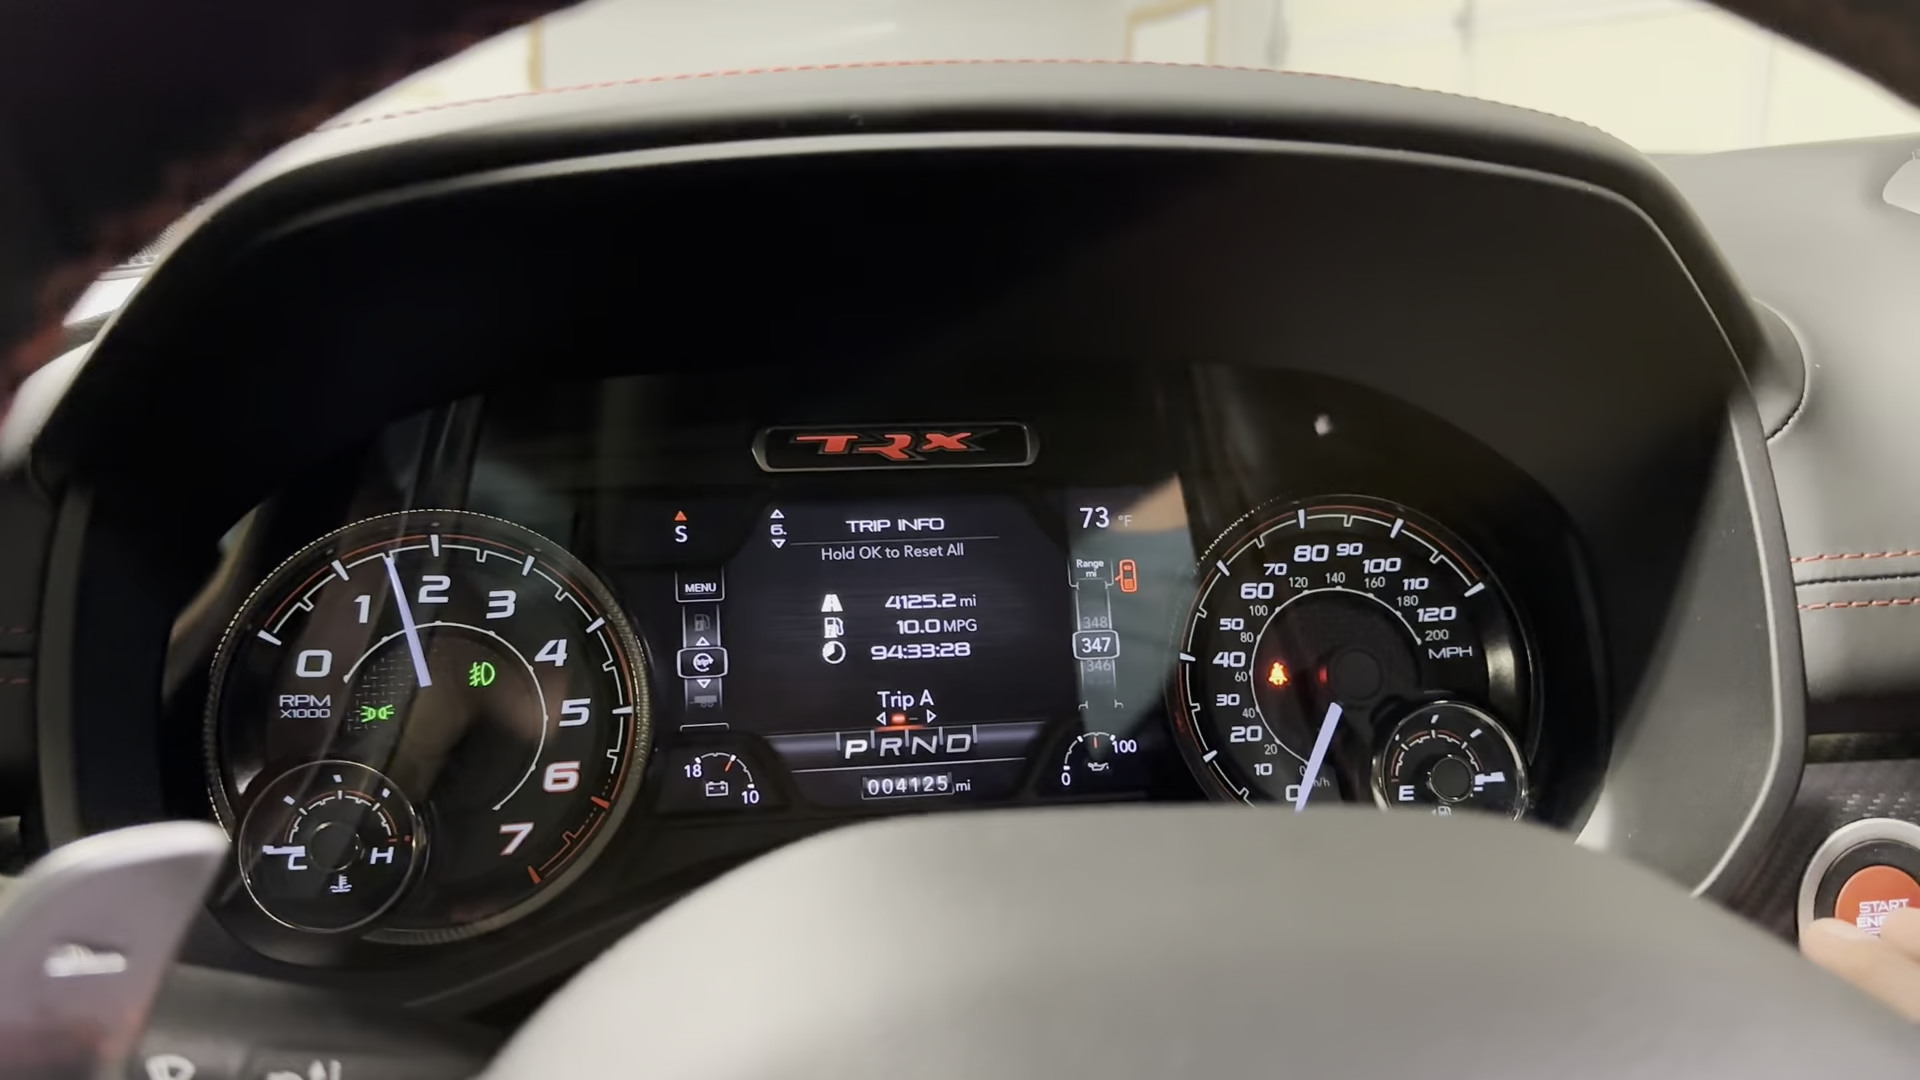 TRX
S
6.
TRIP INFO
Hold OK to Reset All
73 °F
MENU
Range
mi
348
347
346
4125.2 mi
10.0 MPG
94:33:28
Trip A
PRND
004125 mi
18
10
0
100
0
1
2
3
4
5
6
7
RPM
X1000
C
H
0
10
20
30
40
50
60
70
80
90
100
110
120
MPH
20
40
60
80
100
120
140
160
180
200
E
START